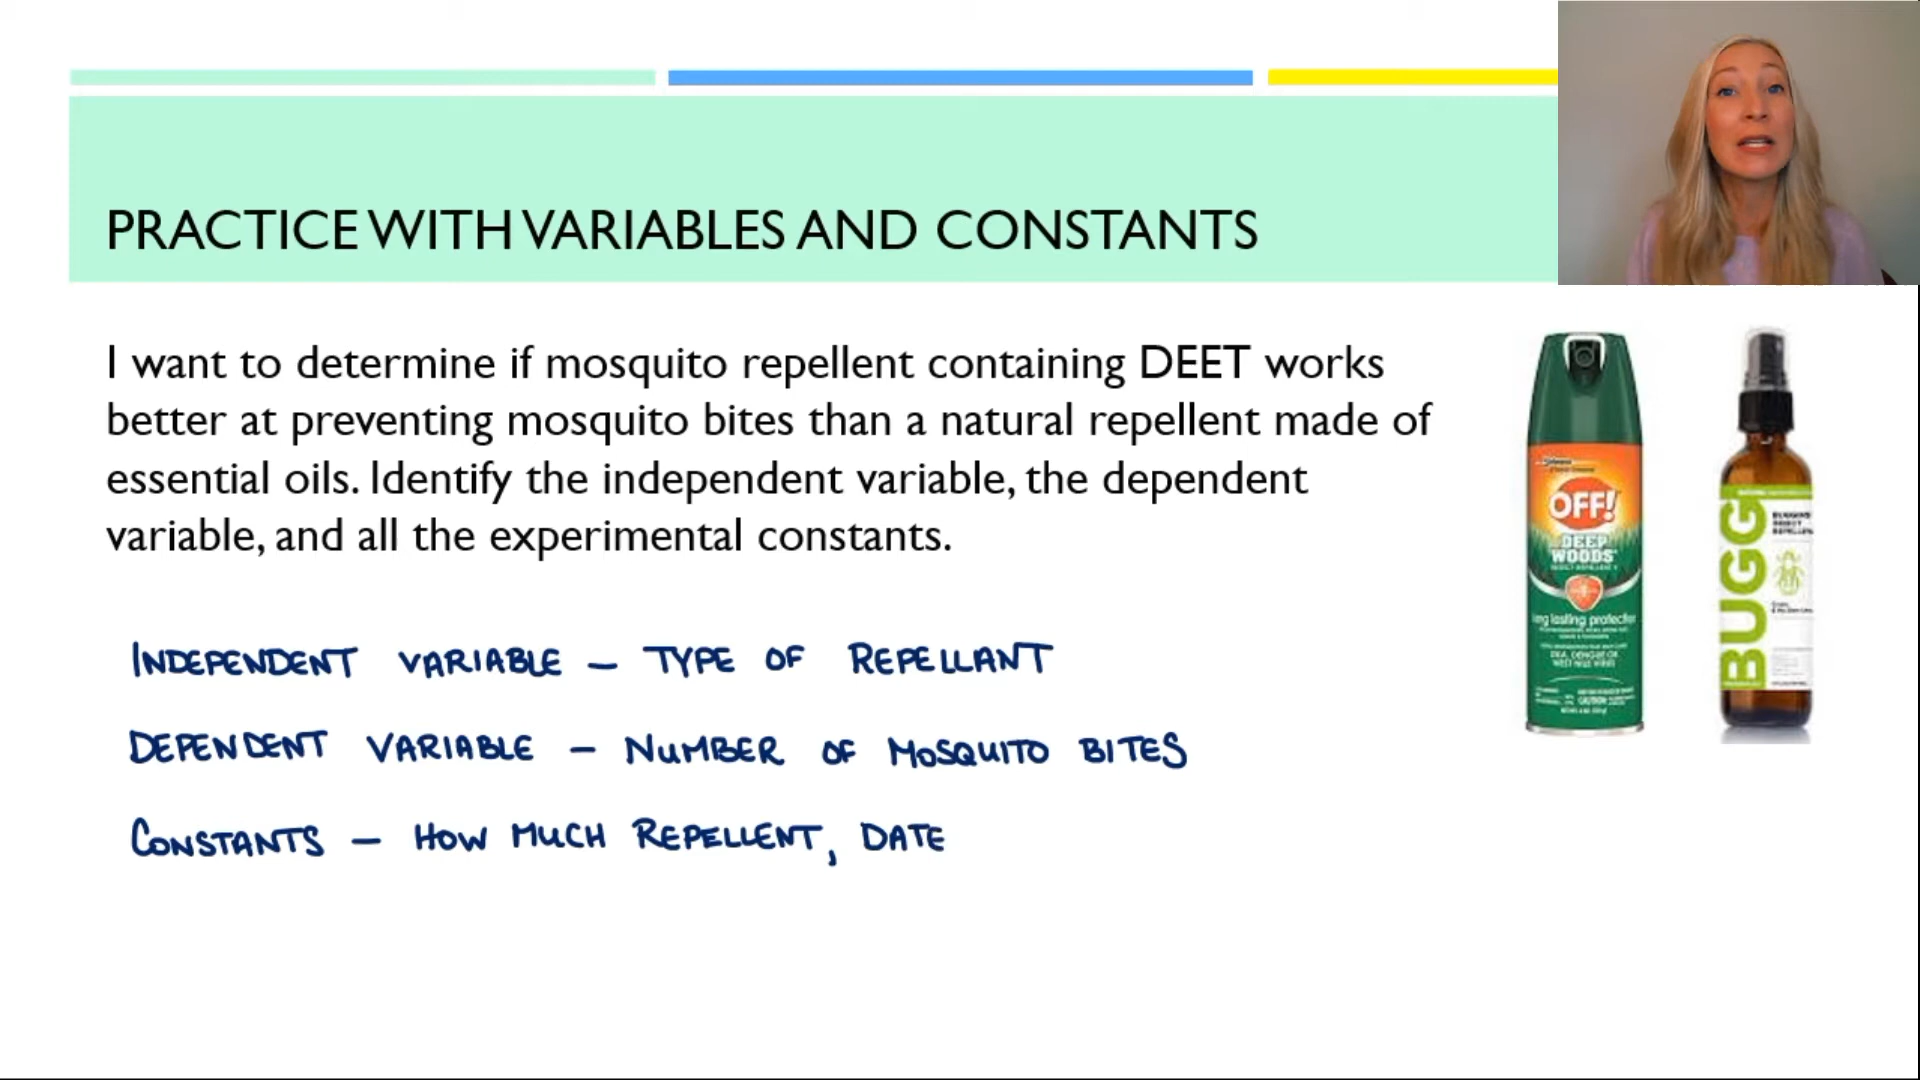 PRACTICE WITH VARIABLES AND CONSTANTS
I want to determine if mosquito repellent containing DEET works
better at preventing mosquito bites than a natural repellent made of
essential oils. Identify the independent variable, the dependent
variable, and all the experimental constants.
INDEPENDENT VARIABLE – TYPE OF REPELLANT
DEPENDENT VARIABLE – NUMBER OF MOSQUITO BITES
CONSTANTS – HOW MUCH REPELLENT, DATE
OFF!
DEEP
WOODS
long lasting protection
BUGG